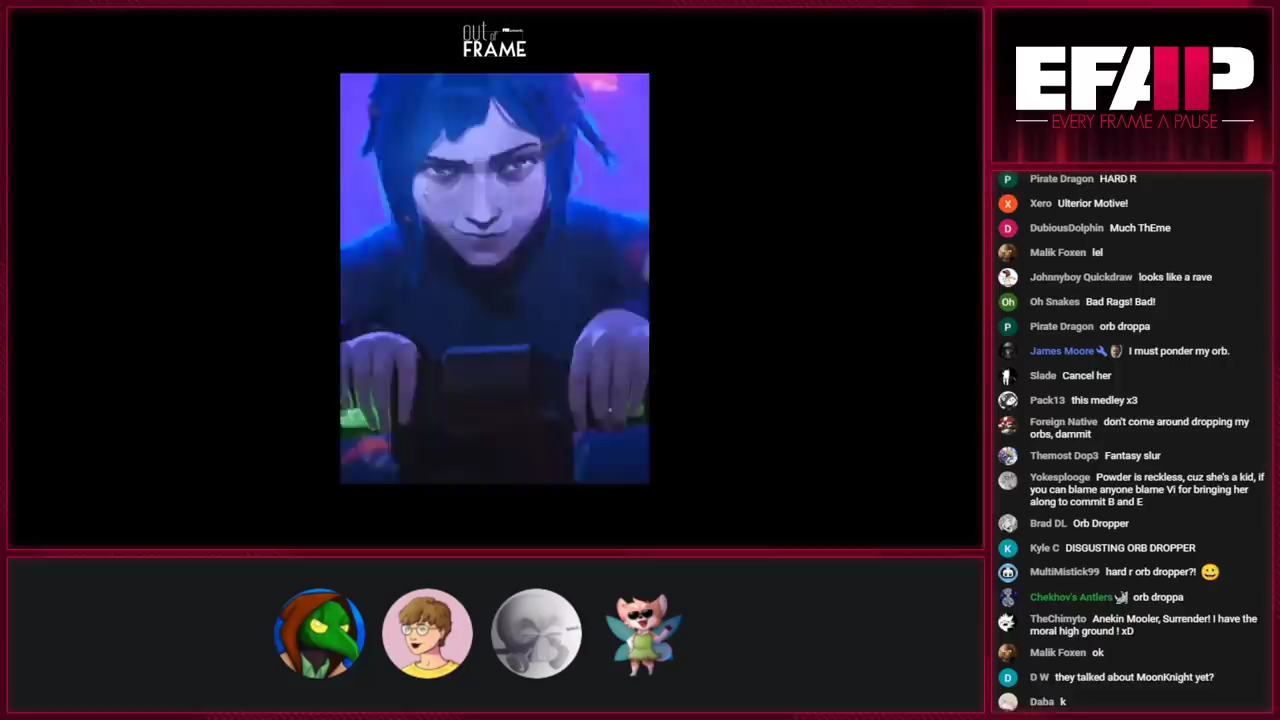 out of
FRAME
EFAP
EVERY FRAME A PAUSE
P Pirate Dragon HARD R
X Xero Ulterior Motive!
D DubiousDolphin Much ThEme
Malik Foxen lel
Johnnyboy Quickdraw looks like a rave
Oh Oh Snakes Bad Rags! Bad!
P Pirate Dragon orb droppa
James Moore I must ponder my orb.
Slade Cancel her
Pack13 this medley x3
Foreign Native don't come around dropping my
orbs, dammit
Themost Dop3 Fantasy slur
Yokesplooge Powder is reckless, cuz she's a kid, if
you can blame anyone blame Vi for bringing her
along to commit B and E
Brad DL Orb Dropper
K Kyle C DISGUSTING ORB DROPPER
MultiMistick99 hard r orb dropper?! 😀
Chekhov's Antlers orb droppa
TheChimyto Anekin Mooler, Surrender! I have the
moral high ground ! xD
Malik Foxen ok
D D W they talked about MoonKnight yet?
Daba k